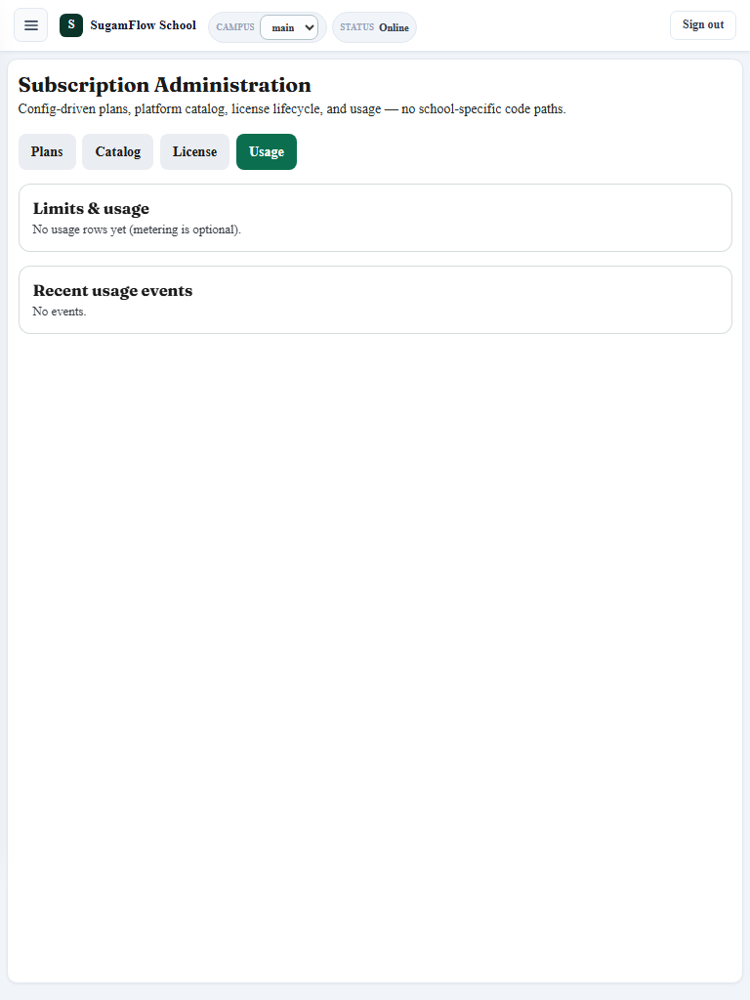 S SugamFlow School CAMPUS main STATUS Online Sign out
Subscription Administration
Config-driven plans, platform catalog, license lifecycle, and usage — no school-specific code paths.
Plans Catalog License Usage
Limits & usage
No usage rows yet (metering is optional).
Recent usage events
No events.